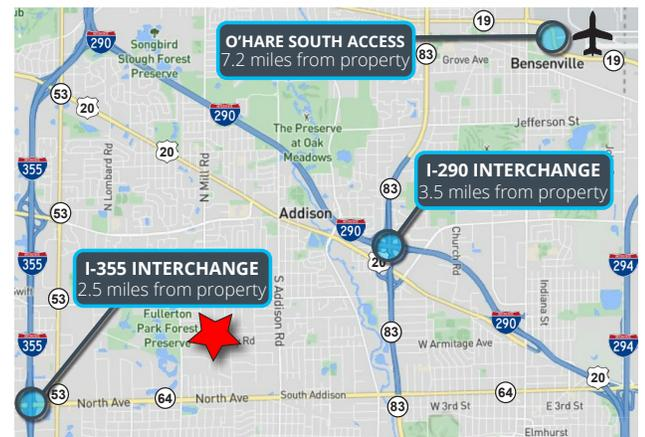 19
290
Songbird
Slough Forest
Preserve
O'HARE SOUTH ACCESS
7.2 miles from property
83
Grove Ave
Bensenville
19
53
20
290
The Preserve
at Oak
Meadows
Jefferson St
20
N Lombard Rd
N Mill Rd
355
83
I-290 INTERCHANGE
3.5 miles from property
53
Addison
290
20
Church Rd
I-355 INTERCHANGE
2.5 miles from property
355
294
53
S Addison Rd
Indiana St
Fullerton
Park Forest
Preserve
Rd
290
355
83
W Armitage Ave
294
20
53
North Ave
64
South Addison
83
W 3rd St
64
E 3rd St
North Ave
Elmhurst